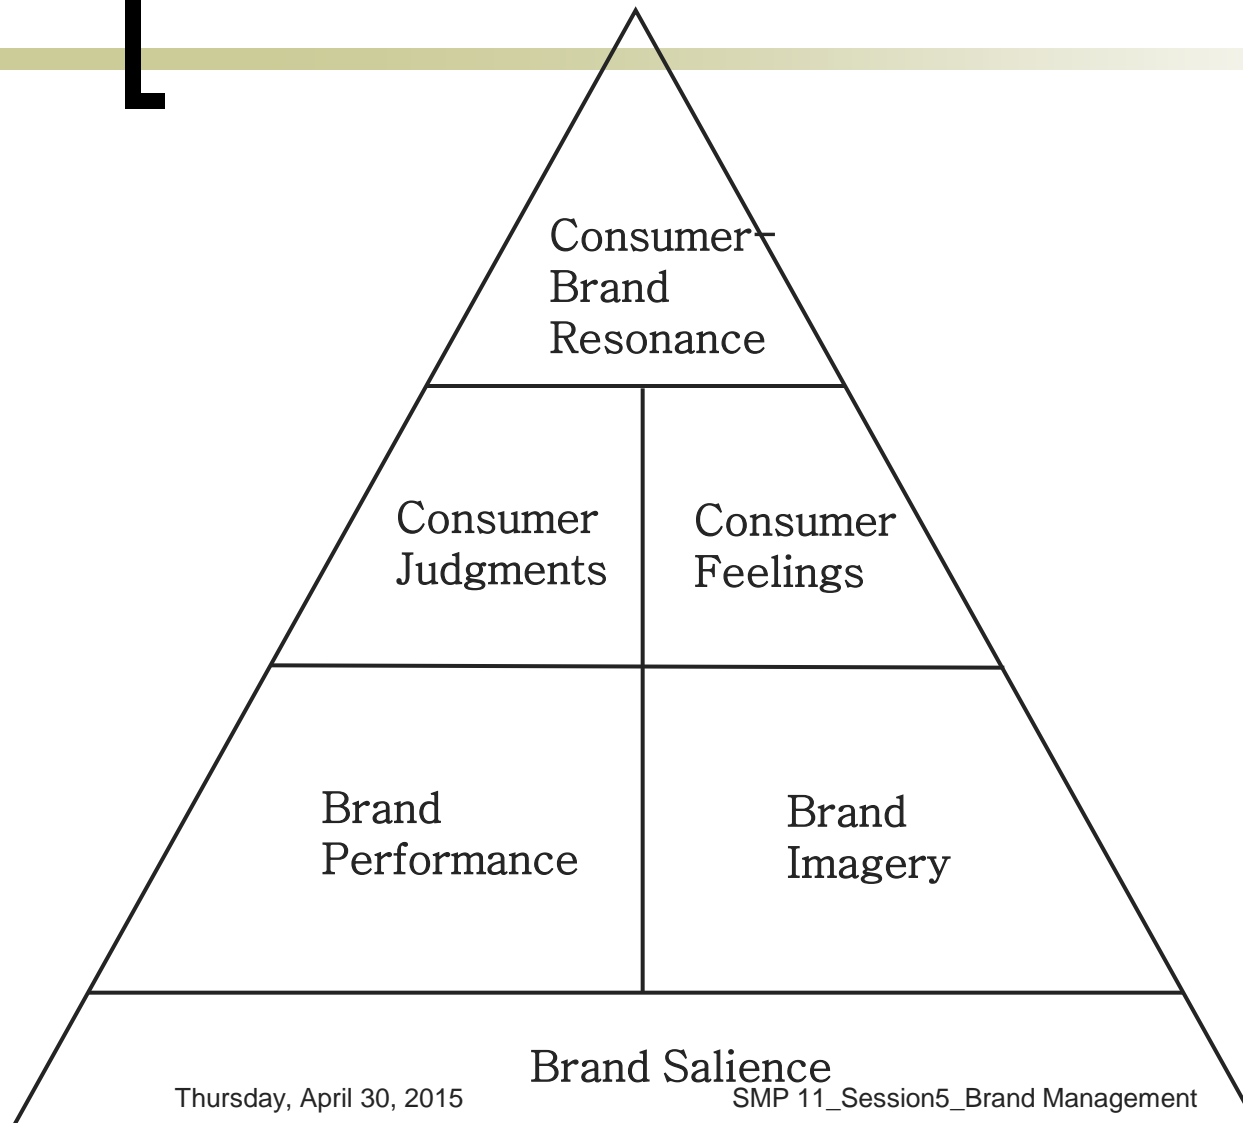 Consumer-
Brand
Resonance
Consumer
Judgments
Consumer
Feelings
Brand
Performance
Brand
Imagery
Brand Salience
Thursday, April 30, 2015
SMP 11_Session5_Brand Management